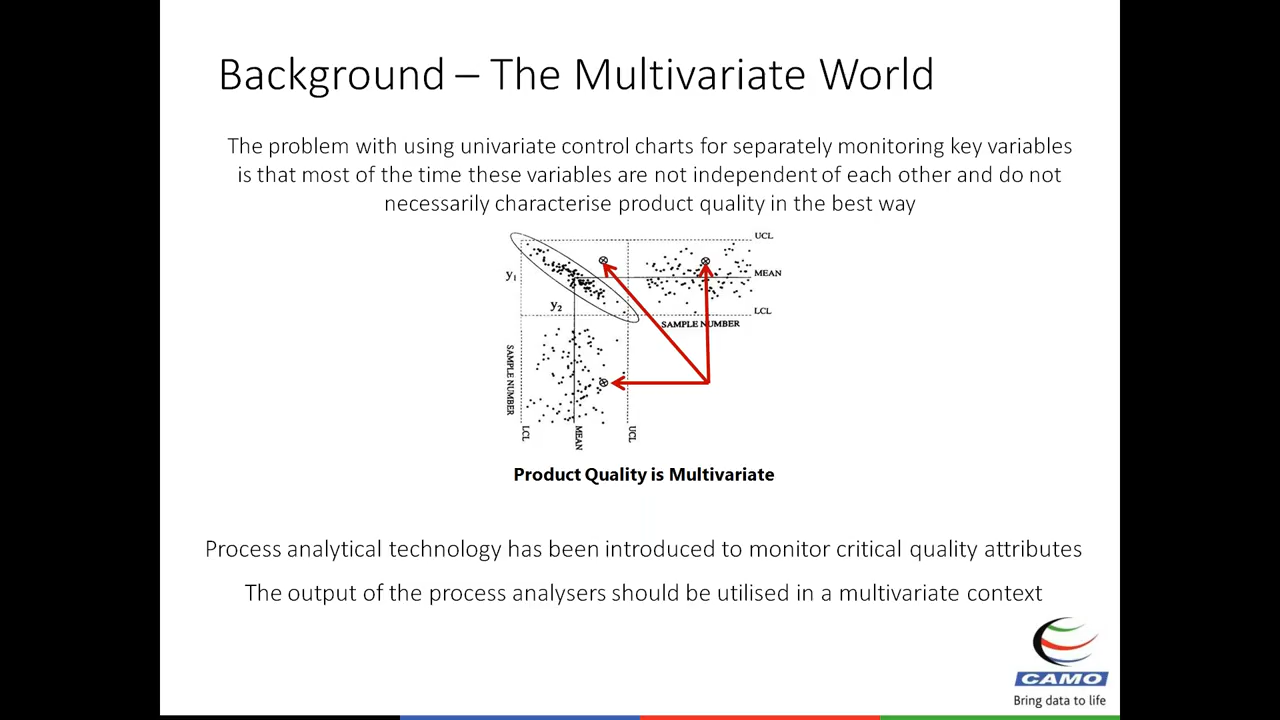 Background – The Multivariate World
The problem with using univariate control charts for separately monitoring key variables
is that most of the time these variables are not independent of each other and do not
necessarily characterise product quality in the best way
UCL
y1
MEAN
y2
LCL
SAMPLE NUMBER
SAMPLE NUMBER
LCL
MEAN
UCL
Product Quality is Multivariate
Process analytical technology has been introduced to monitor critical quality attributes
The output of the process analysers should be utilised in a multivariate context
CAMO
Bring data to life